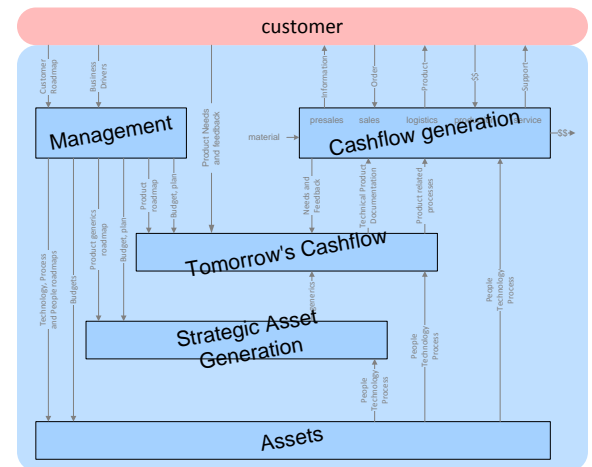 customer
Customer
Roadmap
Business
Drivers
Product Needs
and feedback
Information
Order
Product
$$
Support
Management
presales
sales
logistics
service
Cashflow generation
material
$$
Product
roadmap
Budget, plan
Needs and
Feedback
Technical Product
Documentation
Product related
processes
Tomorrow's Cashflow
Technology, Process
and People roadmaps
Budgets
Product generics
roadmap
Budget, plan
generics
Strategic Asset
Generation
People
Technology
Process
People
Technology
Process
People
Technology
Process
Assets